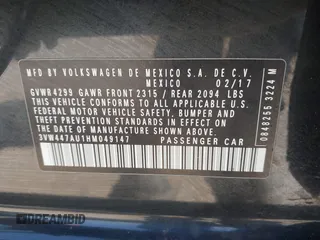 MFD BY VOLKSWAGEN DE MEXICO S.A. DE C.V.
MEXICO 02/17
GVWR4299 GAWR FRONT 2315/ REAR 2094 LBS
THIS VEHICLE CONFORMS TO ALL APPLICABLE U.S.
FEDERAL MOTOR VEHICLE SAFETY, BUMPER, AND
THEFT PREVENTION STANDARDS IN EFFECT ON THE
DATE OF MANUFACTURE SHOWN ABOVE.
3VW447AU1HM049147 PASSENGER CAR
0848255 3224 M
DREAMBID